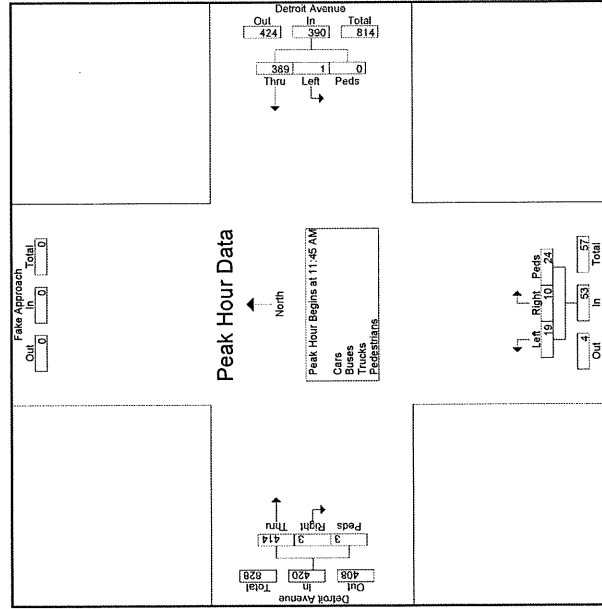 Detroit Avenue
Out In Total
424 390 814
389 1 0
Thru Left Peds
Fake Approach
Out In Total
0 0 0
Peak Hour Data
North
Peak Hour Begins at 11:45 AM
Cars
Buses
Trucks
Pedestrians
Left Right Peds
19 10 24
4 53 57
Out In Total
Thru Right Peds
414 3 3
828 420 408
Total In Out
Detroit Avenue